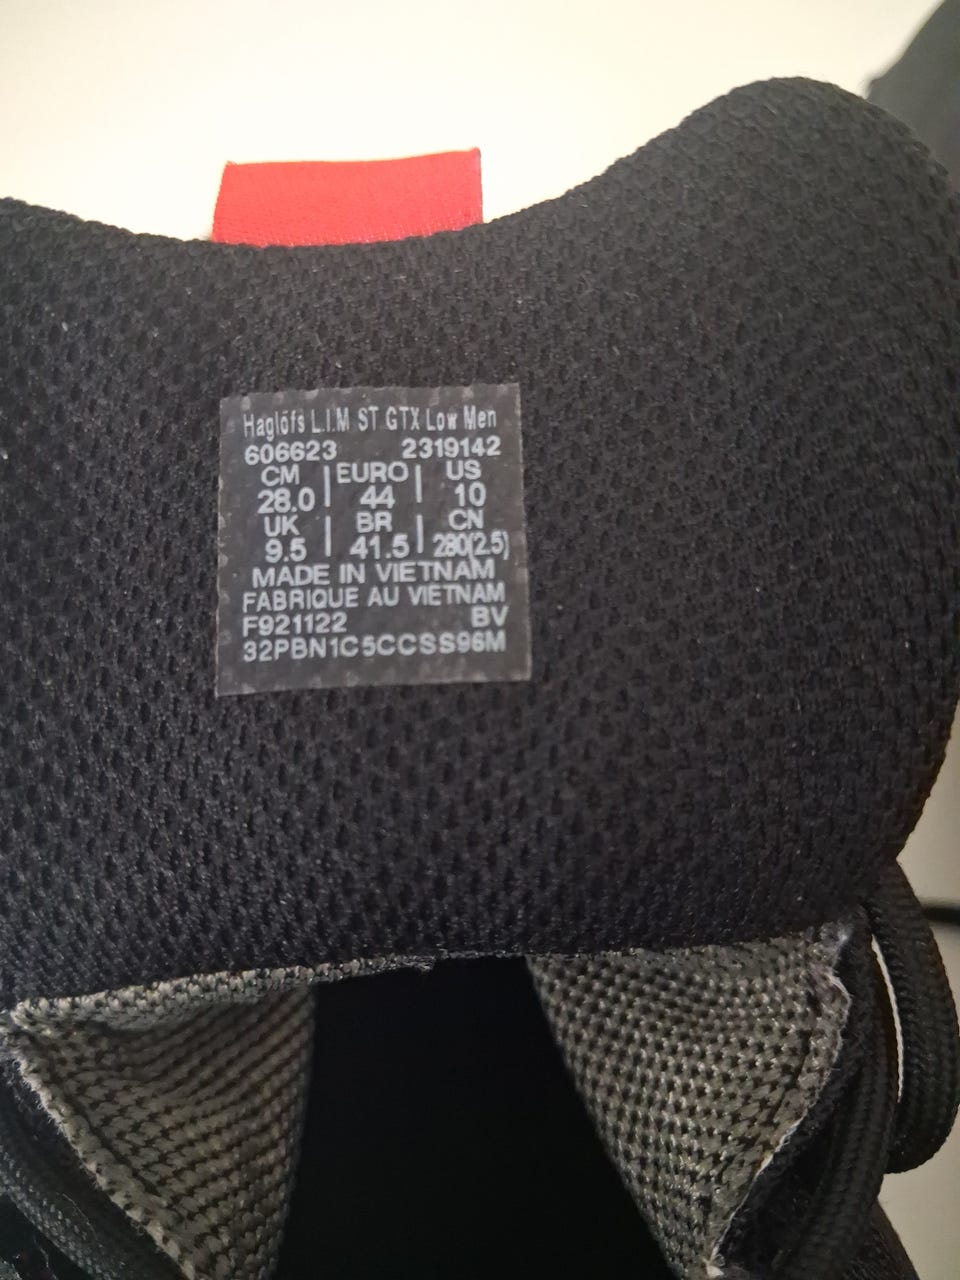 Haglöfs L.I.M ST GTX Low Men
606623 2319142
CM | EURO | US
28.0 | 44 | 10
UK | BR | CN
9.5 | 41.5 | 280(2.5)
MADE IN VIETNAM
FABRIQUE AU VIETNAM
F921122 BV
32PBN1C5CCSS96M